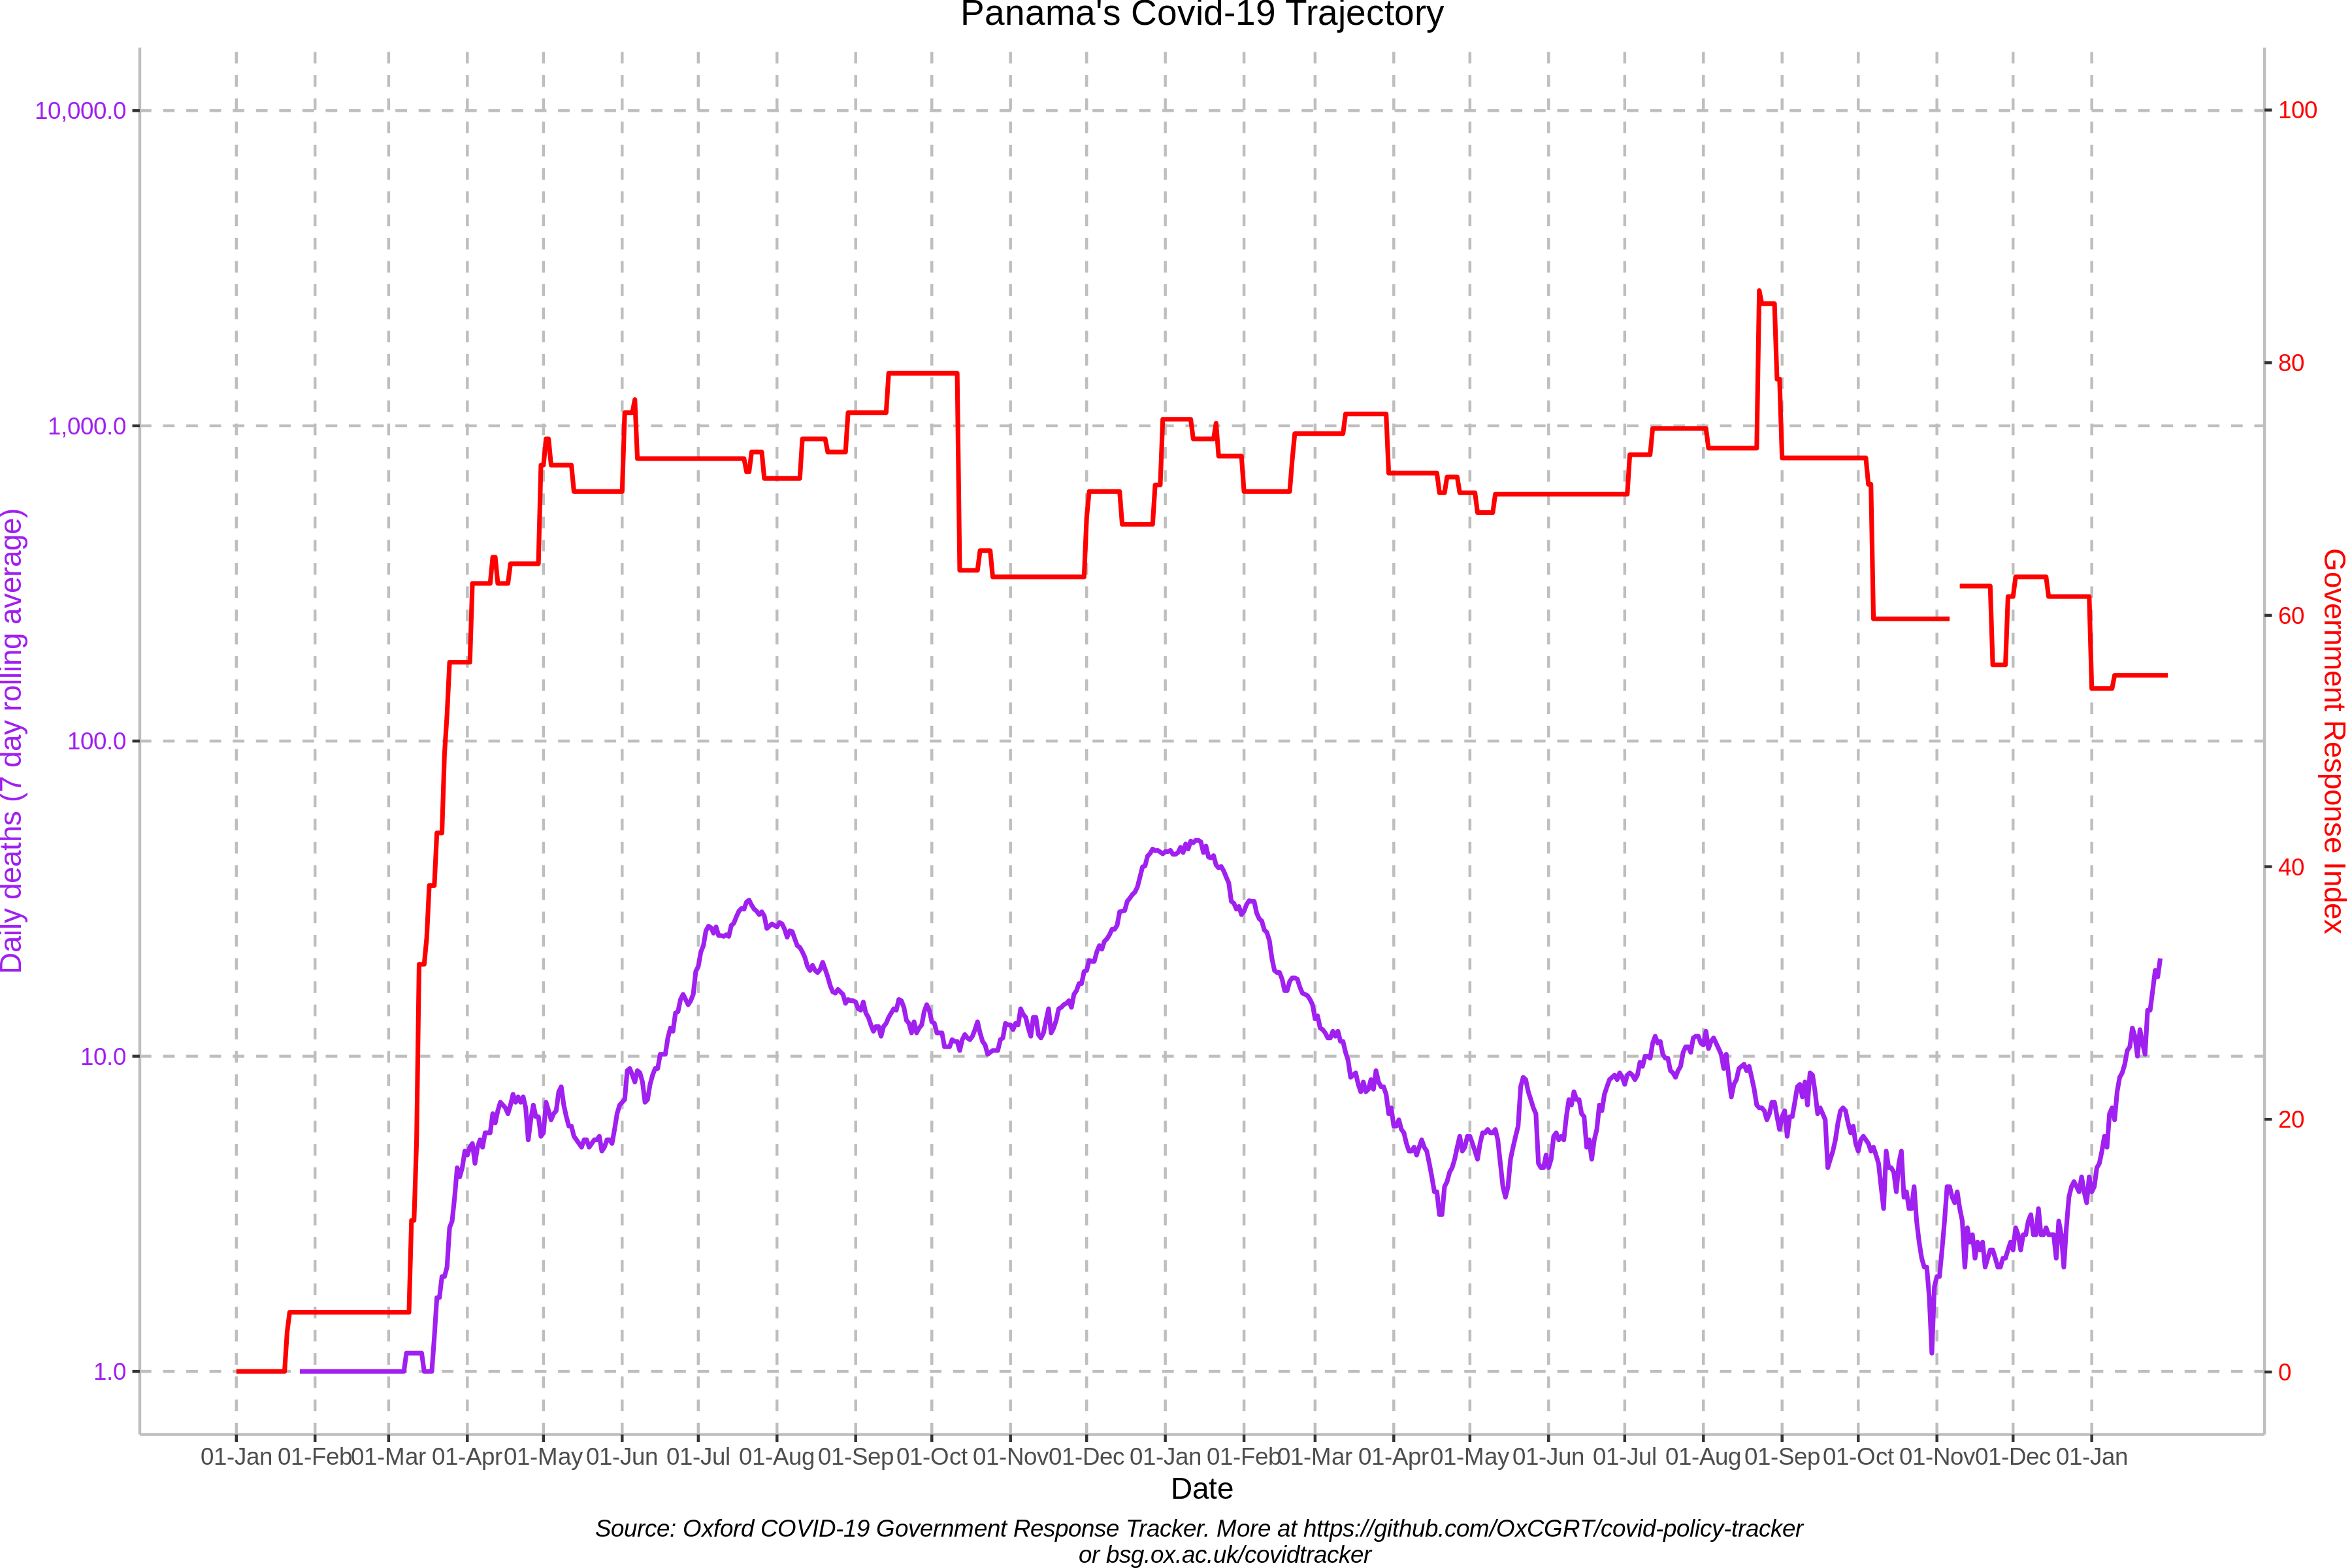 Panama's Covid-19 Trajectory
10,000.0
1,000.0
100.0
10.0
1.0
Daily deaths (7 day rolling average)
100
80
60
40
20
0
Government Response Index
01-Jan 01-Feb 01-Mar 01-Apr 01-May 01-Jun 01-Jul 01-Aug 01-Sep 01-Oct 01-Nov 01-Dec 01-Jan 01-Feb 01-Mar 01-Apr 01-May 01-Jun 01-Jul 01-Aug 01-Sep 01-Oct 01-Nov 01-Dec 01-Jan
Date
Source: Oxford COVID-19 Government Response Tracker. More at https://github.com/OxCGRT/covid-policy-tracker
or bsg.ox.ac.uk/covidtracker